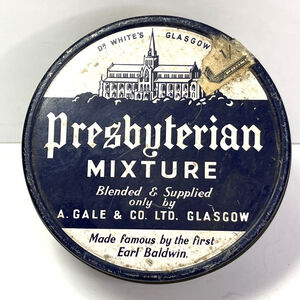 DR WHITE'S GLASGOW
Presbyterian
MIXTURE
Blended & Supplied
only by
A. GALE & CO. LTD. GLASGOW
Made famous by the first
Earl Baldwin.